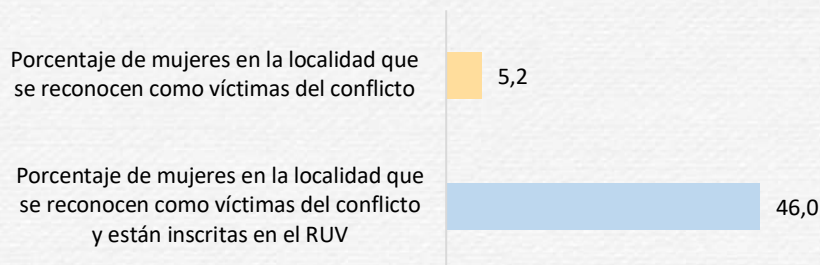 Porcentaje de mujeres en la localidad que
se reconocen como víctimas del conflicto
5,2
Porcentaje de mujeres en la localidad que
se reconocen como víctimas del conflicto
y están inscritas en el RUV
46,0